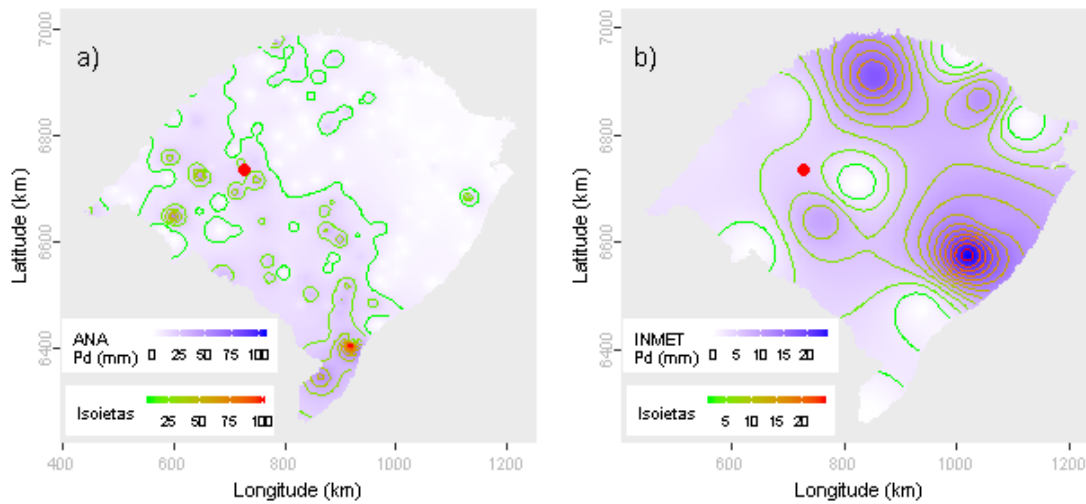 a)
7000
6800
6600
6400
Latitude (km)
ANA
Pd (mm)
0 25 50 75 100
Isoietas
25 50 75 100
400 600 800 1000 1200
Longitude (km)
b)
7000
6800
6600
6400
Latitude (km)
INMET
Pd (mm)
0 5 10 15 20
Isoietas
5 10 15 20
600 800 1000 1200
Longitude (km)